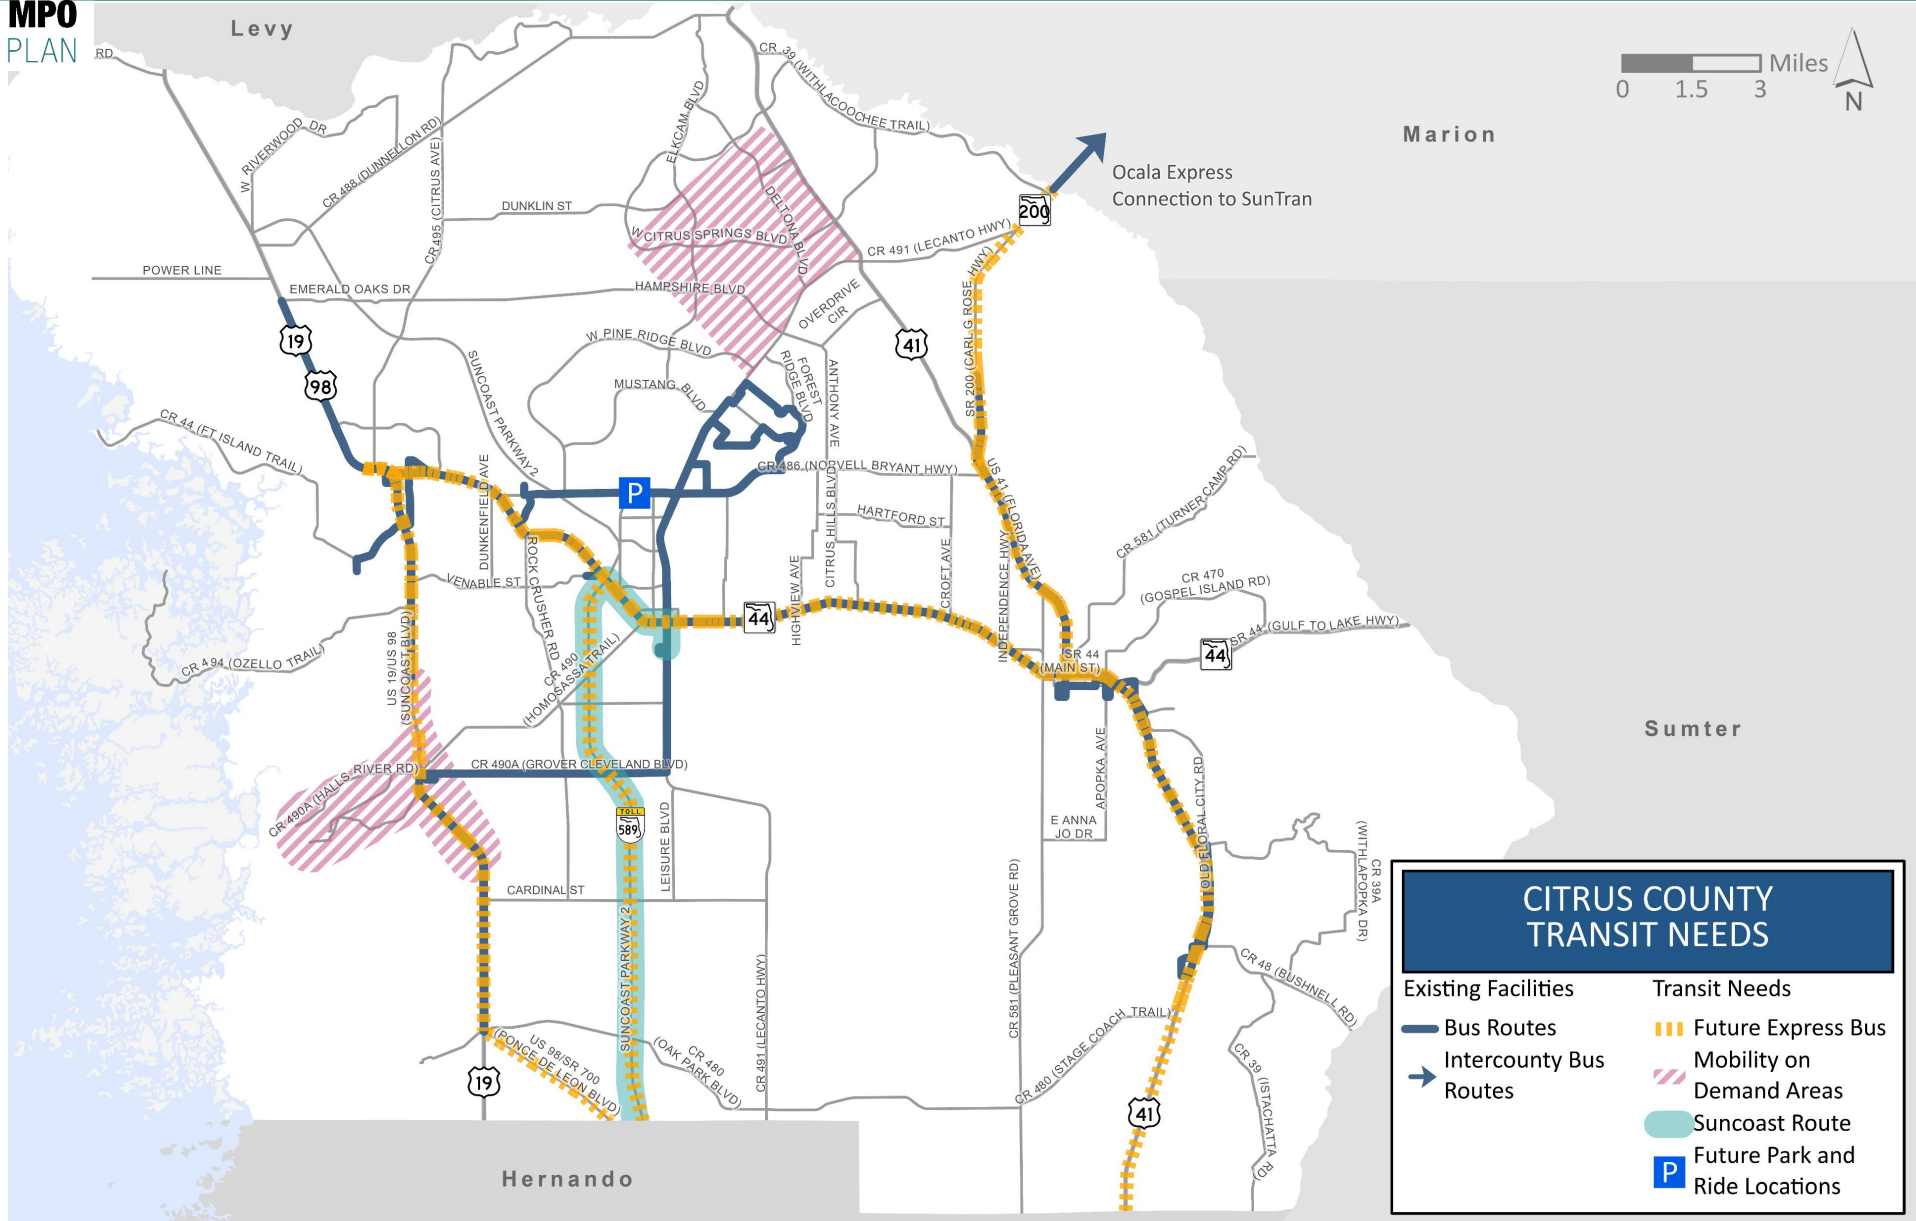 MPO
PLAN
Levy
RD
CR 39 (WITHLACOOCHEE TRAIL)
Miles
0 1.5 3
N
Marion
W RIVERWOOD DR
CR 488 (DUNNELLON RD)
CR 495 (CITRUS AVE)
ELKCAM BLVD
Ocala Express
Connection to SunTran
200
DUNKLIN ST
DELTONA BLVD
W CITRUS SPRINGS BLVD
CR 491 (LECANTO HWY)
POWER LINE
EMERALD OAKS DR
HAMPSHIRE BLVD
OVERDRIVE
CIR
SR 200 (CARL G ROSE HWY)
19
98
41
W PINE RIDGE BLVD
MUSTANG BLVD
FOREST
RIDGE BLVD
ANTHONY AVE
SUNCOAST PARKWAY 2
CR 44 (FT ISLAND TRAIL)
CR 486 (NORVELL BRYANT HWY)
US 41 (FLORIDA AVE)
CR 581 (TURNER CAMP RD)
P
DUNKENFIELD AVE
HARTFORD ST
CITRUS HILLS BLVD
ROCK CRUSHER RD
VENABLE ST
HIGHVIEW AVE
CROFT AVE
INDEPENDENCE HWY
CR 470
(GOSPEL ISLAND RD)
44
SR 44 (GULF TO LAKE HWY)
44
SR 44
(MAIN ST)
CR 494 (OZELLO TRAIL)
US 19/US 98
(SUNCOAST BLVD)
CR 490
(HOMOSASSA TRAIL)
Sumter
CR 490A (HALLS RIVER RD)
CR 490A (GROVER CLEVELAND BLVD)
TOLL
589
LEISURE BLVD
APOPKA AVE
E ANNA
JO DR
OLD FLORAL CITY RD
CR 39A
(WITHLAPOPKA DR)
CARDINAL ST
SUNCOAST PARKWAY 2
CR 491 (LECANTO HWY)
CR 581 (PLEASANT GROVE RD)
CR 48 (BUSHNELL RD)
CR 480 (STAGE COACH TRAIL)
US 98/SR 700
(PONCE DE LEON BLVD)
CR 480
(OAK PARK BLVD)
CR 39 (ISTACHATTA RD)
19
41
Hernando
CITRUS COUNTY
TRANSIT NEEDS
Existing Facilities
Bus Routes
Intercounty Bus
Routes
Transit Needs
Future Express Bus
Mobility on
Demand Areas
Suncoast Route
P
Future Park and
Ride Locations